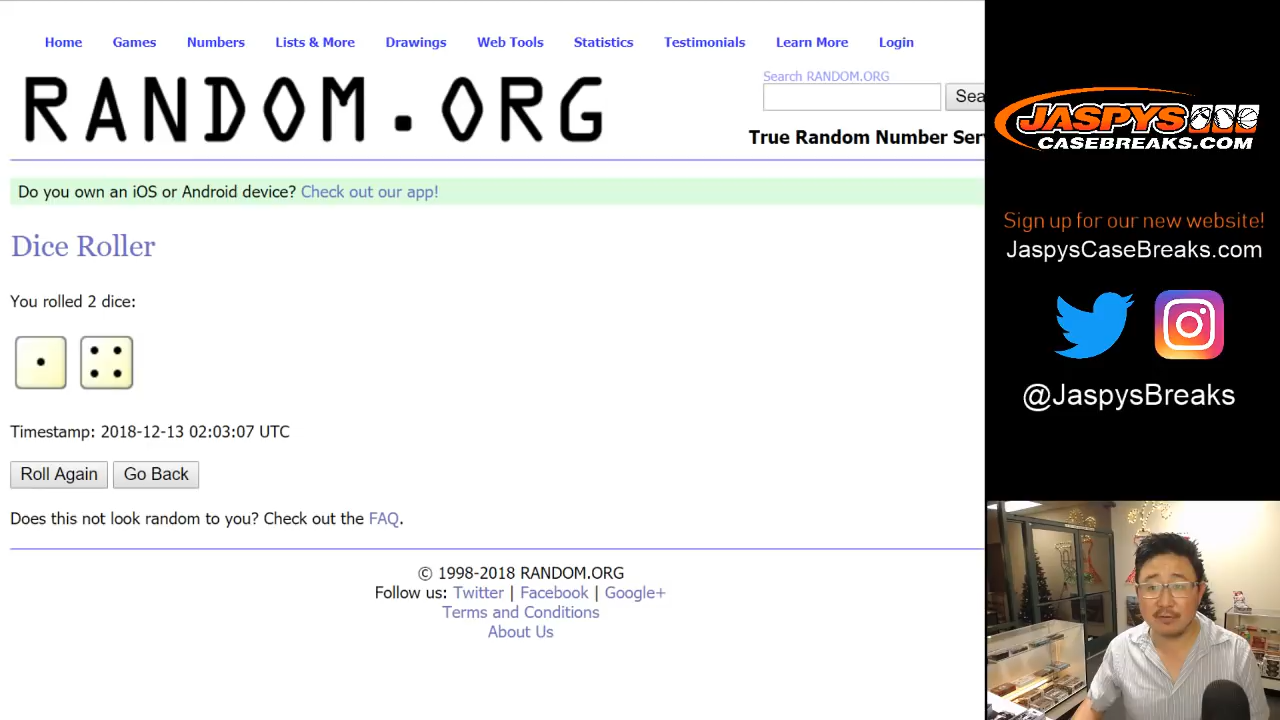 Home Games Numbers Lists & More Drawings Web Tools Statistics Testimonials Learn More Login
RANDOM.ORG
Search RANDOM.ORG
Sea
True Random Number Ser
Do you own an iOS or Android device? Check out our app!
Dice Roller
You rolled 2 dice:
Timestamp: 2018-12-13 02:03:07 UTC
Roll Again Go Back
Does this not look random to you? Check out the FAQ.
© 1998-2018 RANDOM.ORG
Follow us: Twitter | Facebook | Google+
Terms and Conditions
About Us
JASPYS
CASEBREAKS.COM
Sign up for our new website!
JaspysCaseBreaks.com
@JaspysBreaks